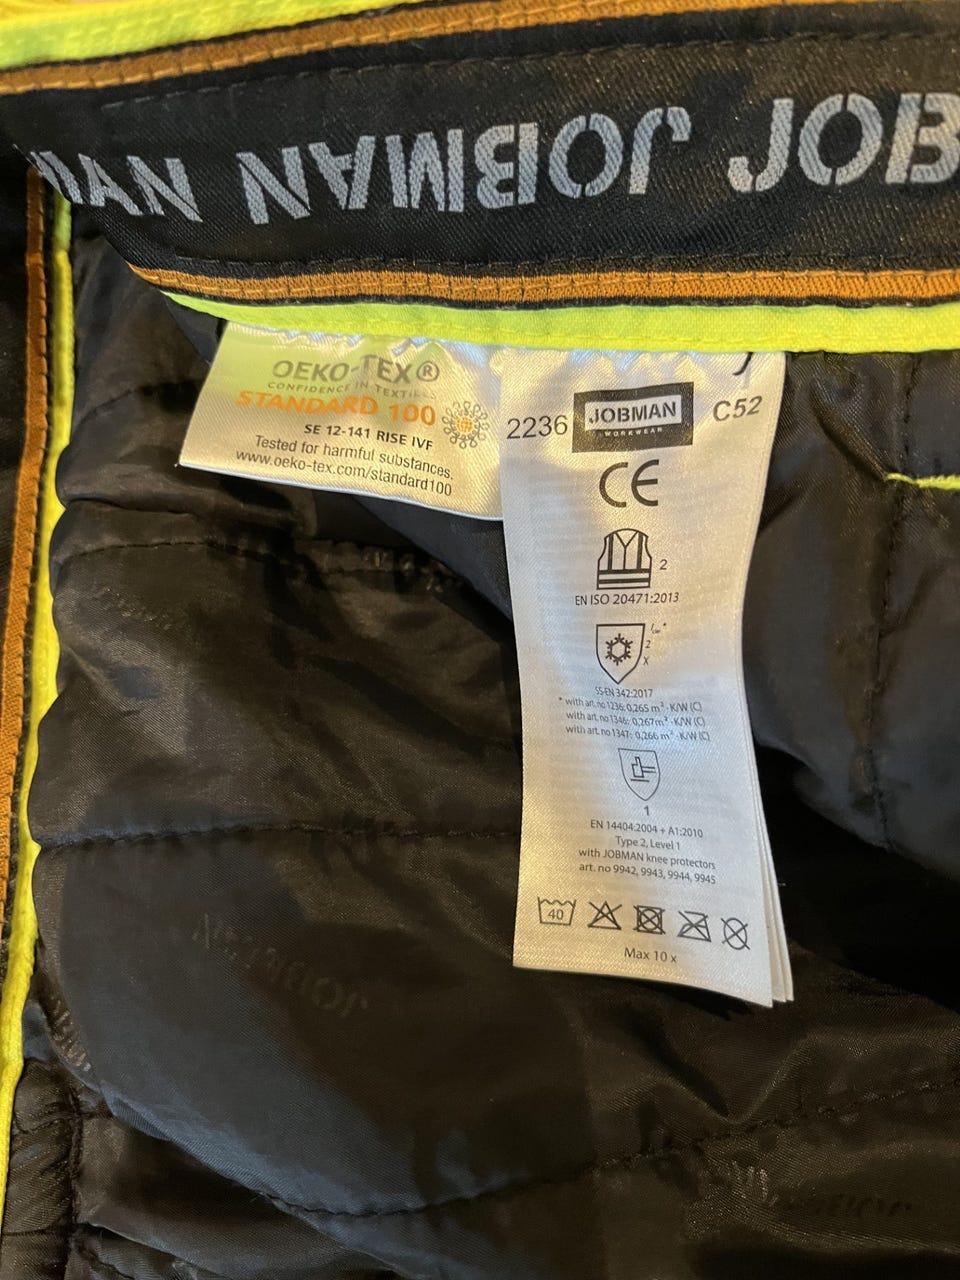 JOBMAN
JOB
OEKO-TEX®
CONFIDENCE IN TEXTILES
STANDARD 100
SE 12-141 RISE IVF
Tested for harmful substances.
www.oeko-tex.com/standard100
2236 JOBMAN C52
WORKWEAR
CE
2
EN ISO 20471:2013
2
X
SS-EN 342:2017
* with art. no 1236: 0,265 m² · K/W (C)
with art. no 1346: 0,267 m² · K/W (C)
with art. no 1347: 0,266 m² · K/W (C)
1
EN 14404:2004 + A1:2010
Type 2, Level 1
with JOBMAN knee protectors
art. no 9942, 9943, 9944, 9945
40
Max 10 x
JOBMAN